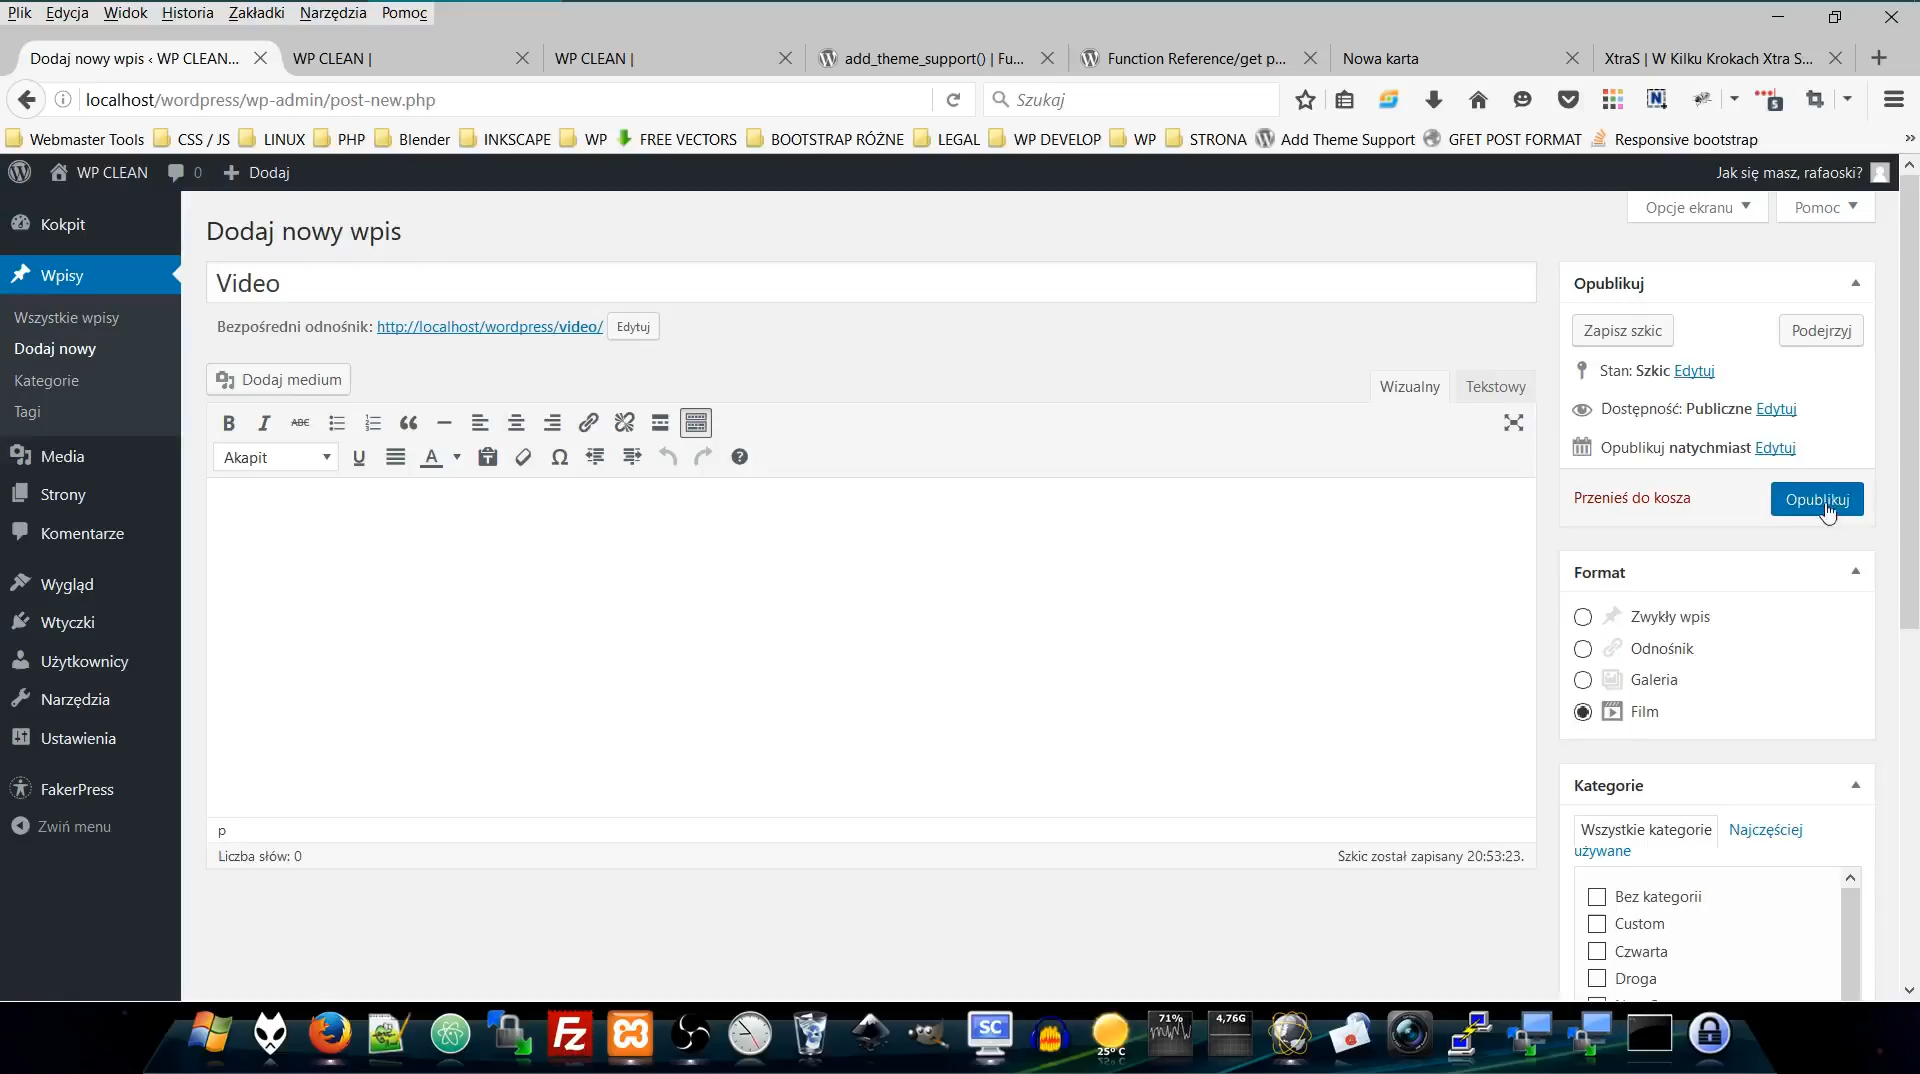 Plik Edycja Widok Historia Zakładki Narzędzia Pomoc
Dodaj nowy wpis ‹ WP CLEAN... WP CLEAN | WP CLEAN | add_theme_support() | Fu... Function Reference/get p... Nowa karta XtraS | W Kilku Krokach Xtra S...
localhost/wordpress/wp-admin/post-new.php Szukaj
Webmaster Tools CSS / JS LINUX PHP Blender INKSCAPE WP FREE VECTORS BOOTSTRAP RÓŻNE LEGAL WP DEVELOP WP STRONA Add Theme Support GFET POST FORMAT Responsive bootstrap
WP CLEAN 0 Dodaj Jak się masz, rafaoski?
Opcje ekranu Pomoc
Kokpit
Wpisy
Wszystkie wpisy
Dodaj nowy
Kategorie
Tagi
Media
Strony
Komentarze
Wygląd
Wtyczki
Użytkownicy
Narzędzia
Ustawienia
FakerPress
Zwiń menu
Dodaj nowy wpis
Video
Bezpośredni odnośnik: http://localhost/wordpress/video/ Edytuj
Dodaj medium
Wizualny Tekstowy
B I ABC
Akapit U A
p
Liczba słów: 0 Szkic został zapisany 20:53:23.
Opublikuj
Zapisz szkic Podejrzyj
Stan: Szkic Edytuj
Dostępność: Publiczne Edytuj
Opublikuj natychmiast Edytuj
Przenieś do kosza Opublikuj
Format
Zwykły wpis
Odnośnik
Galeria
Film
Kategorie
Wszystkie kategorie Najczęściej
używane
Bez kategorii
Custom
Czwarta
Droga
Fz SC 25° C 71% 4,76G